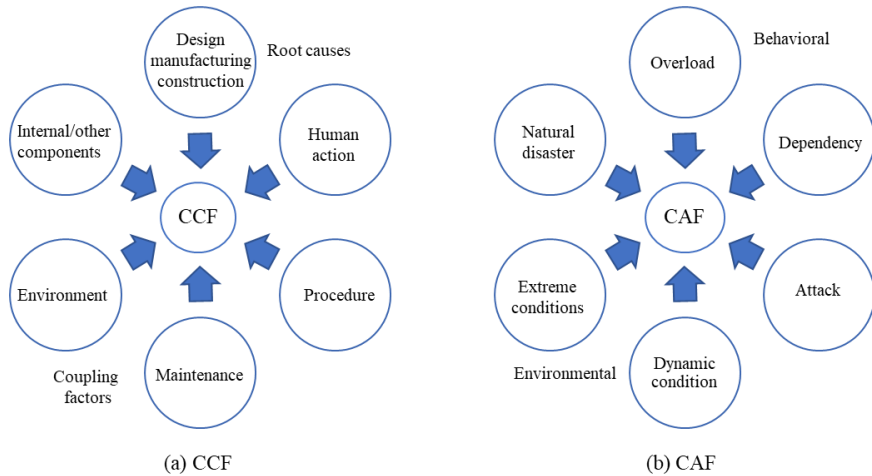 Design
manufacturing
construction
Root causes
Internal/other
components
Human
action
CCF
Environment
Procedure
Coupling
factors
Maintenance
(a) CCF
Overload
Behavioral
Natural
disaster
Dependency
CAF
Extreme
conditions
Attack
Environmental
Dynamic
condition
(b) CAF